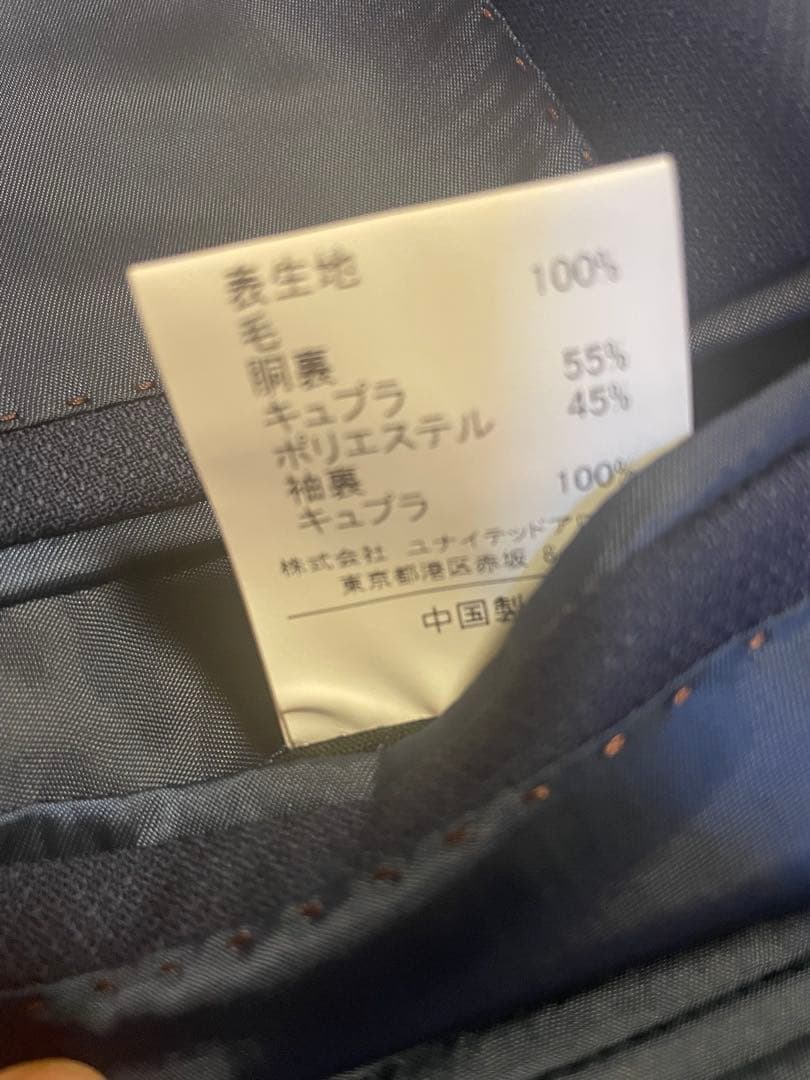 表生地
毛 100%
胴裏
キュプラ 55%
ポリエステル 45%
袖裏
キュプラ 100%
株式会社 ユナイテッドア
東京都港区赤坂 8
中国製